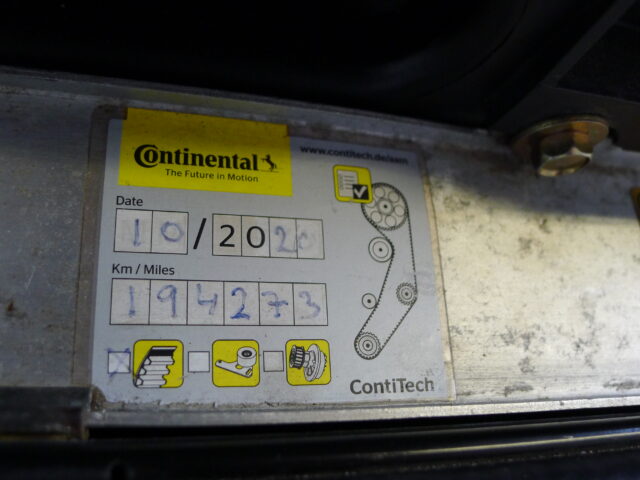 Continental
The Future in Motion
www.contitech.de/aam
Date
10/2020
Km / Miles
194273
ContiTech